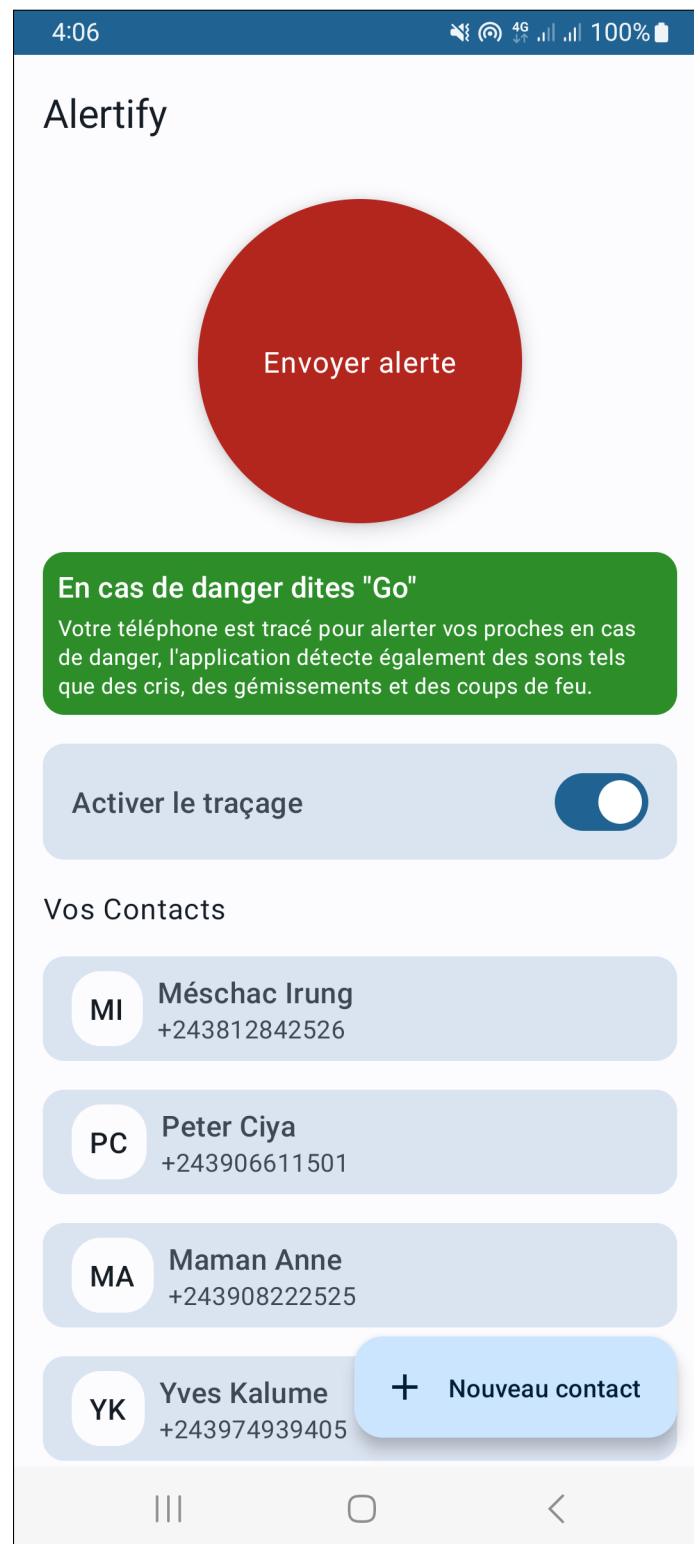 4:06 4G 100%
Alertify
Envoyer alerte
En cas de danger dites "Go"
Votre téléphone est tracé pour alerter vos proches en cas
de danger, l'application détecte également des sons tels
que des cris, des gémissements et des coups de feu.
Activer le traçage
Vos Contacts
MI Méschac Irung
+243812842526
PC Peter Ciya
+243906611501
MA Maman Anne
+243908222525
YK Yves Kalume
+243974939405
+ Nouveau contact